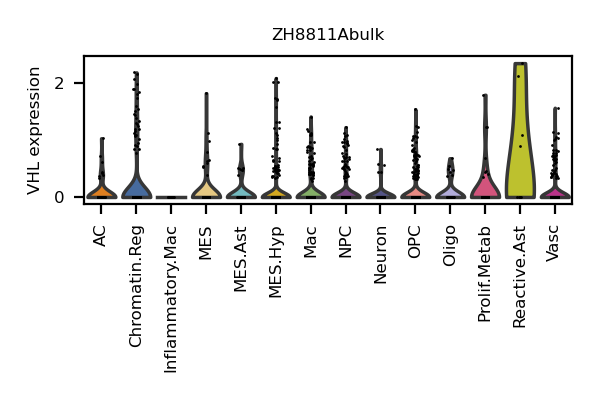 ZH8811Abulk
VHL expression
2
0
AC
Chromatin.Reg
Inflammatory.Mac
MES
MES.Ast
MES.Hyp
Mac
NPC
Neuron
OPC
Oligo
Prolif.Metab
Reactive.Ast
Vasc